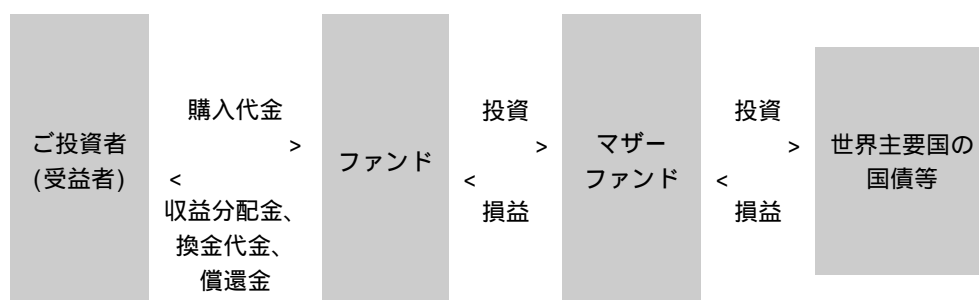 ご投資者
(受益者)
購入代金
>
<
収益分配金、
換金代金、
償還金
ファンド
投資
>
<
損益
マザー
ファンド
投資
>
<
損益
世界主要国の
国債等